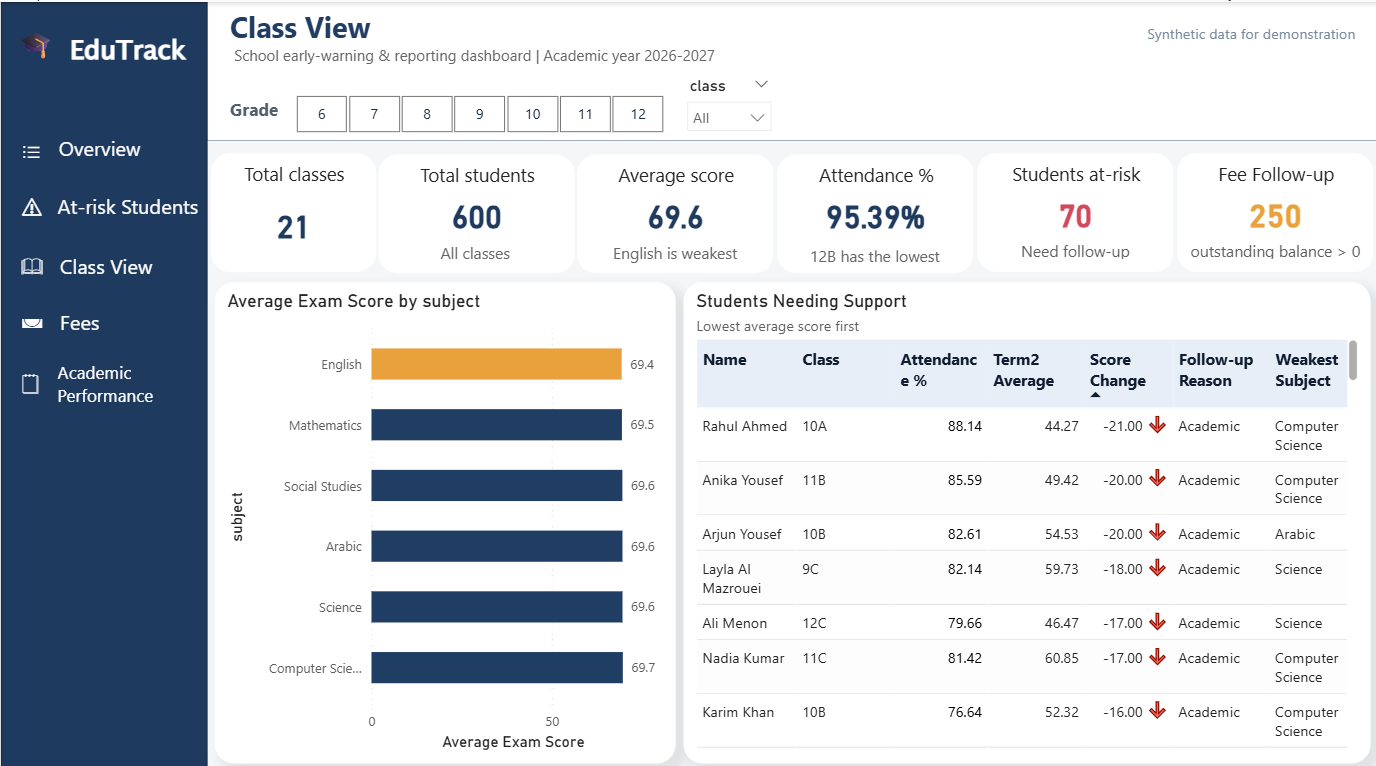 EduTrack
Overview
At-risk Students
Class View
Fees
Academic
Performance
Class View
School early-warning & reporting dashboard | Academic year 2026-2027
Synthetic data for demonstration
Grade
6 7 8 9 10 11 12
class
All
Total classes
21
Total students
600
All classes
Average score
69.6
English is weakest
Attendance %
95.39%
12B has the lowest
Students at-risk
70
Need follow-up
Fee Follow-up
250
outstanding balance > 0
Average Exam Score by subject
subject
English 69.4
Mathematics 69.5
Social Studies 69.6
Arabic 69.6
Science 69.6
Computer Scie... 69.7
0 50
Average Exam Score
Students Needing Support
Lowest average score first
Name Class Attendanc Term2 Score Follow-up Weakest
e % Average Change Reason Subject
Rahul Ahmed 10A 88.14 44.27 -21.00 Academic Computer
Science
Anika Yousef 11B 85.59 49.42 -20.00 Academic Computer
Science
Arjun Yousef 10B 82.61 54.53 -20.00 Academic Arabic
Layla Al 9C 82.14 59.73 -18.00 Academic Science
Mazrouei
Ali Menon 12C 79.66 46.47 -17.00 Academic Science
Nadia Kumar 11C 81.42 60.85 -17.00 Academic Computer
Science
Karim Khan 10B 76.64 52.32 -16.00 Academic Computer
Science